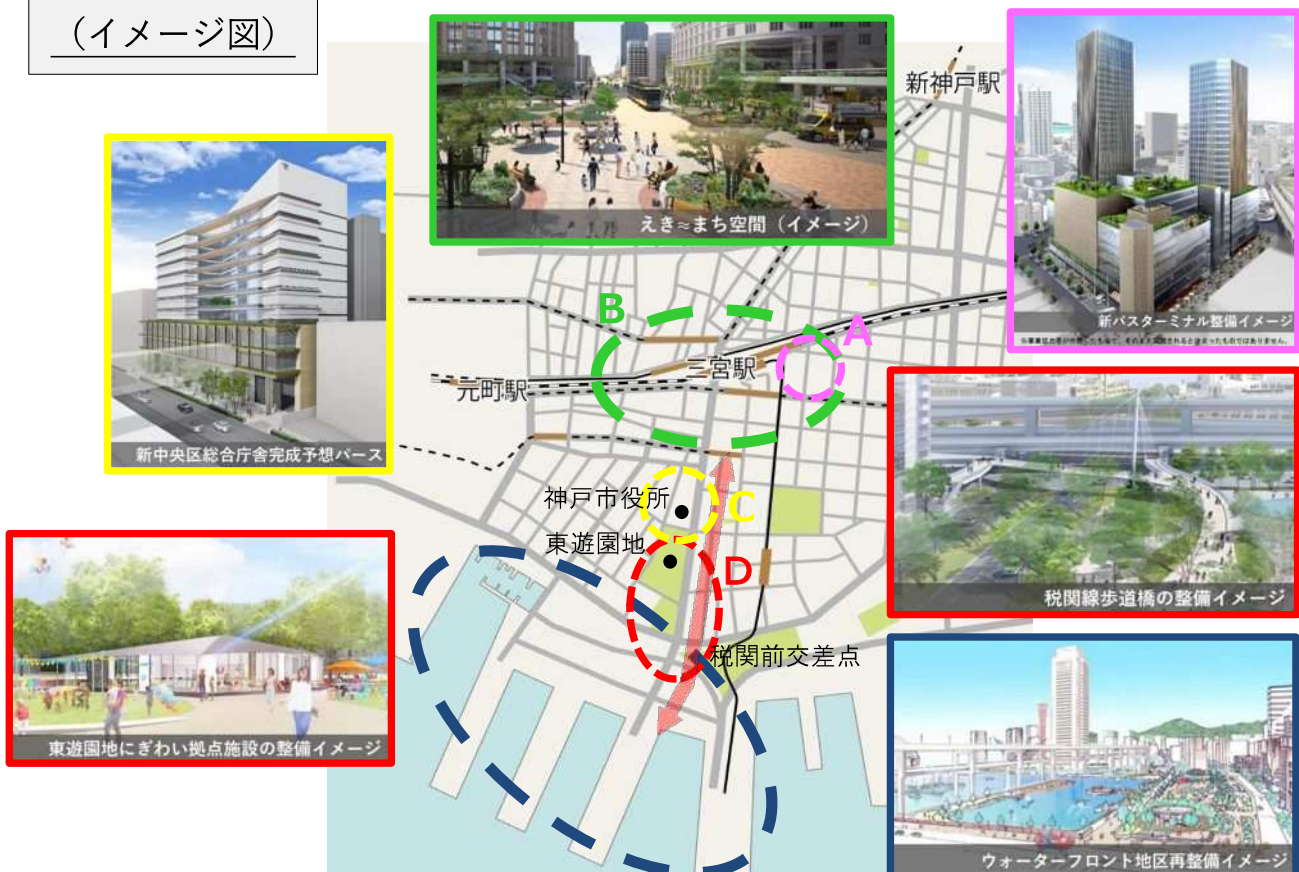 （イメージ図）
新神戸駅
えき≈まち空間（イメージ）
新バスターミナル整備イメージ
新中央区総合庁舎完成予想パース
B
A
三宮駅
元町駅
神戸市役所
C
東遊園地
D
税関前交差点
税関線歩道橋の整備イメージ
東遊園地にぎわい拠点施設の整備イメージ
ウォーターフロント地区再整備イメージ